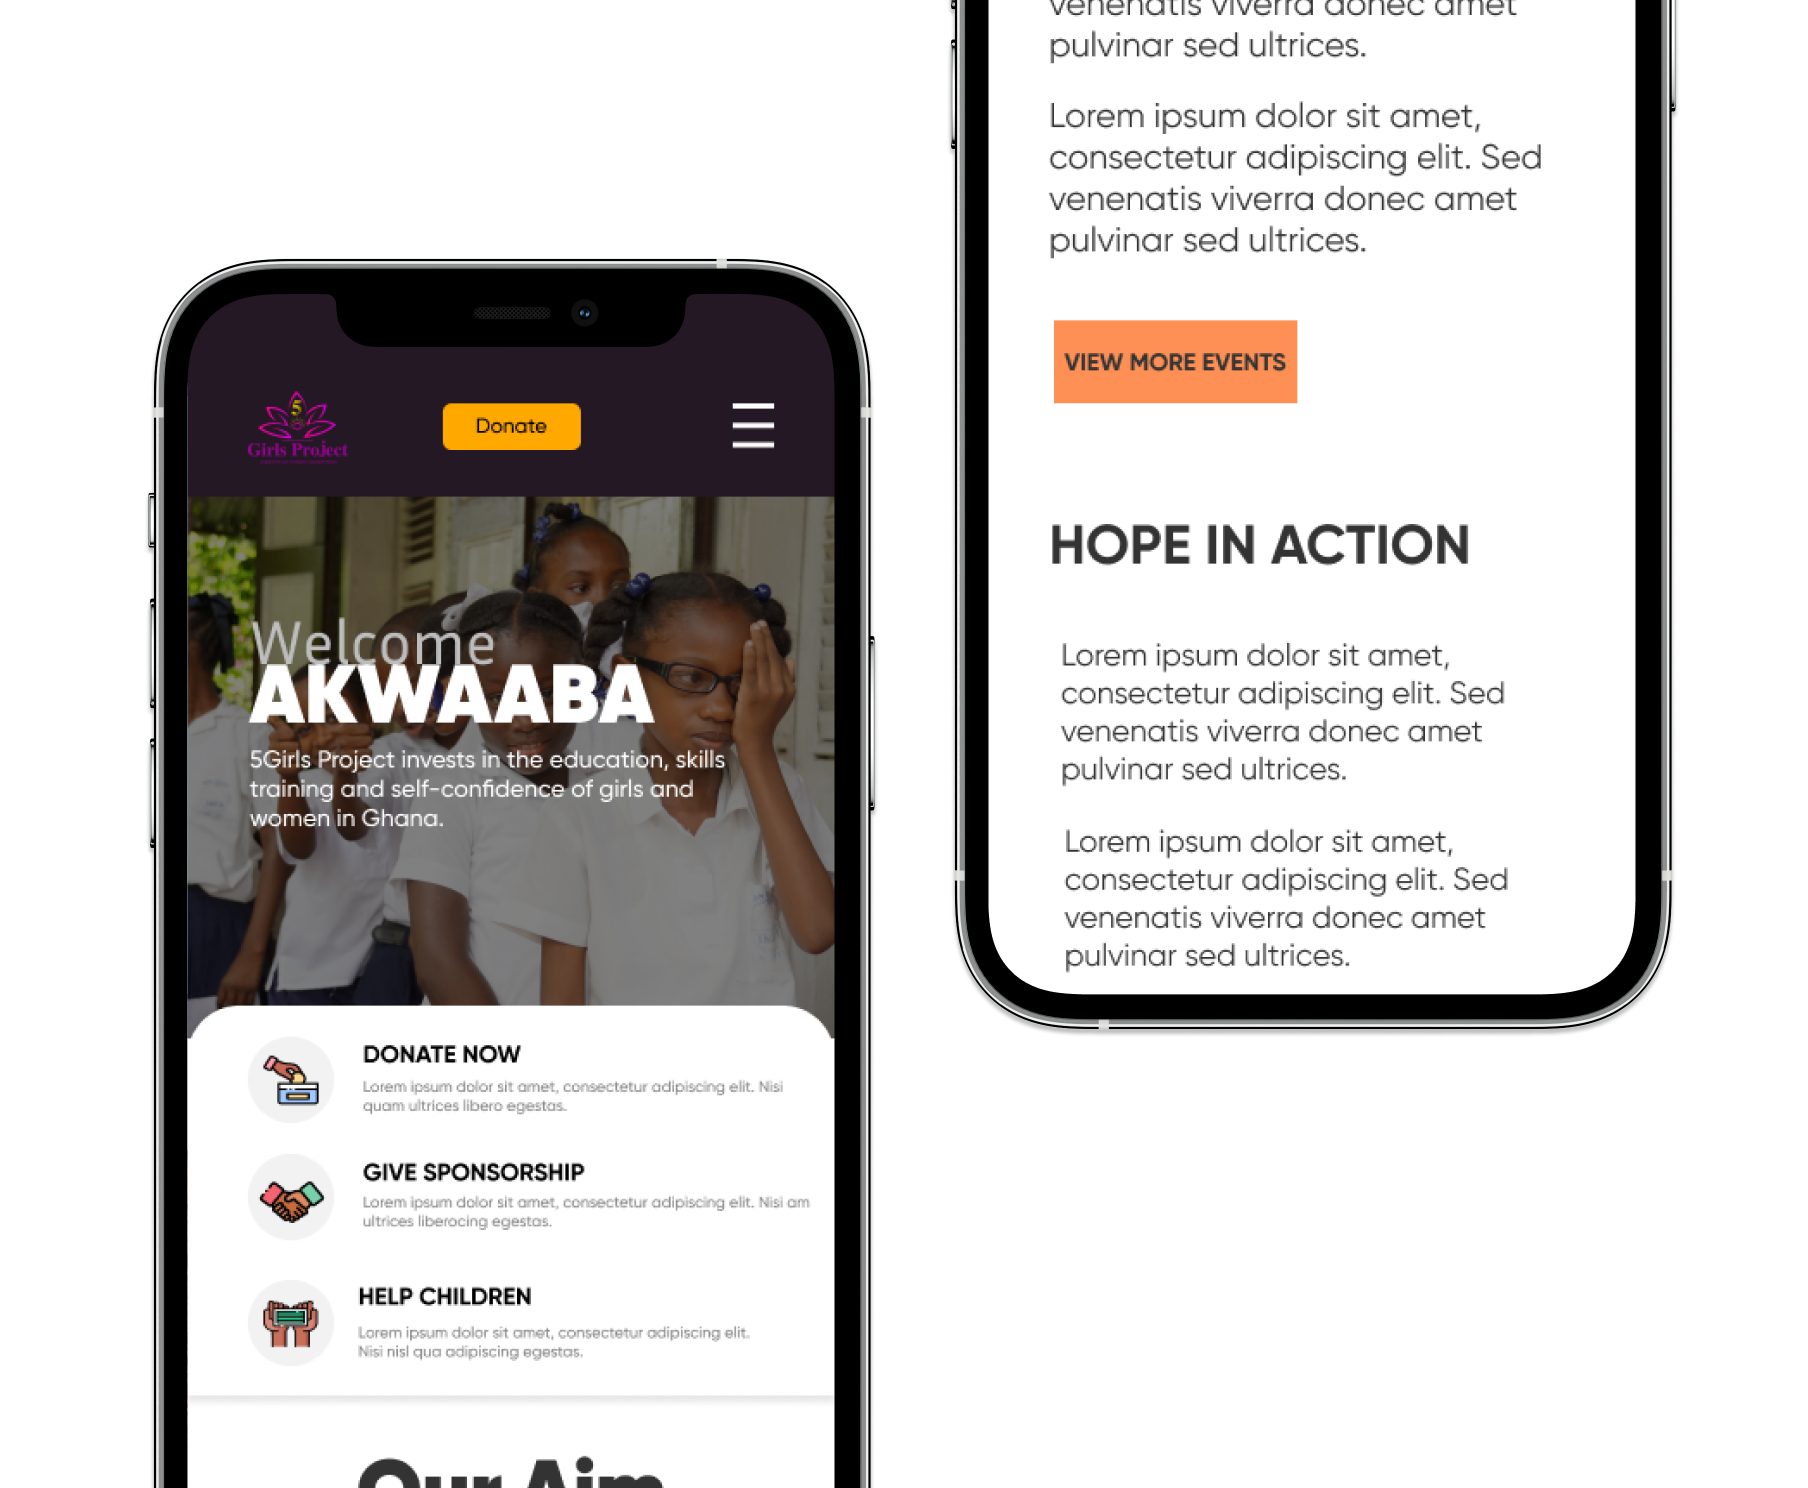 5
Girls Project
Donate
Welcome
AKWAABA
5Girls Project invests in the education, skills
training and self-confidence of girls and
women in Ghana.
DONATE NOW
Lorem ipsum dolor sit amet, consectetur adipiscing elit. Nisi
quam ultrices libero egestas.
GIVE SPONSORSHIP
Lorem ipsum dolor sit amet, consectetur adipiscing elit. Nisi am
ultrices liberocing egestas.
HELP CHILDREN
Lorem ipsum dolor sit amet, consectetur adipiscing elit.
Nisi nisl qua adipiscing egestas.
Our Aim
venenatis viverra donec amet
pulvinar sed ultrices.
Lorem ipsum dolor sit amet,
consectetur adipiscing elit. Sed
venenatis viverra donec amet
pulvinar sed ultrices.
VIEW MORE EVENTS
HOPE IN ACTION
Lorem ipsum dolor sit amet,
consectetur adipiscing elit. Sed
venenatis viverra donec amet
pulvinar sed ultrices.
Lorem ipsum dolor sit amet,
consectetur adipiscing elit. Sed
venenatis viverra donec amet
pulvinar sed ultrices.